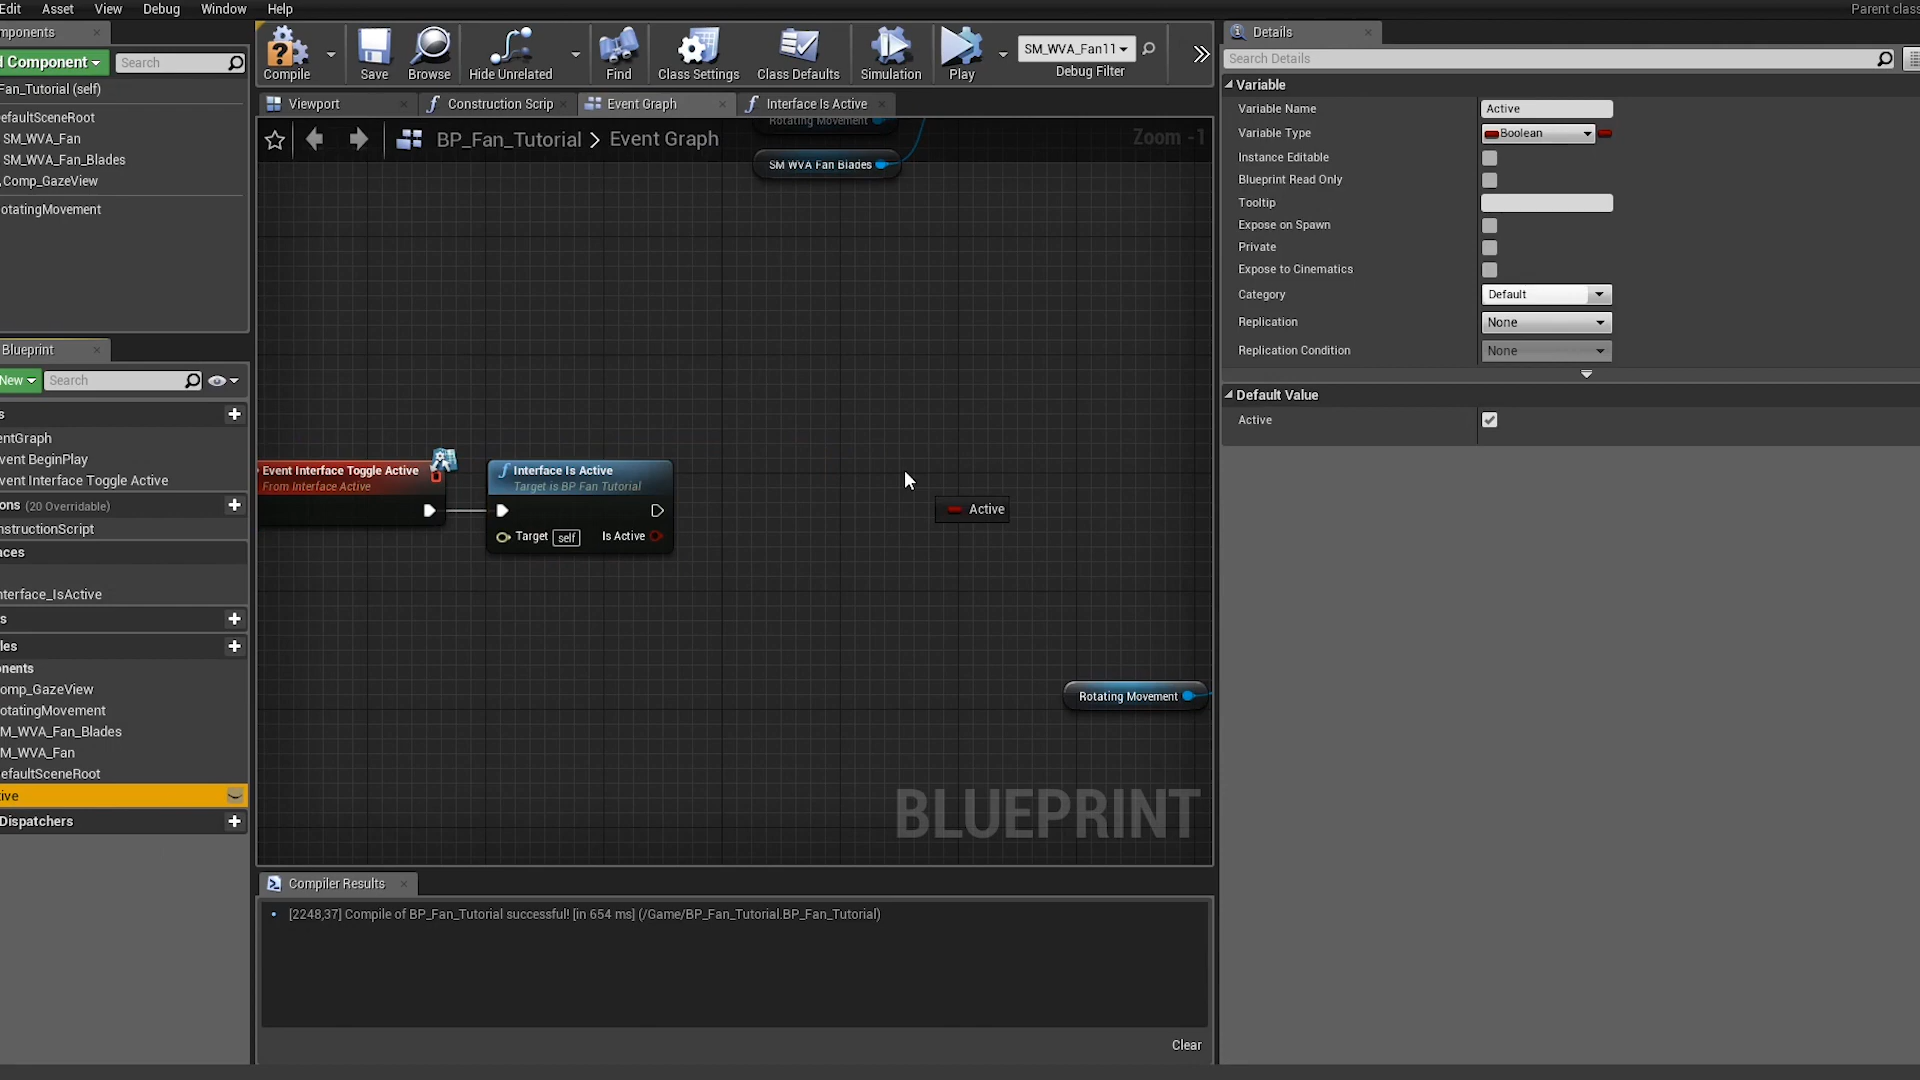 Edit Asset View Debug Window Help
Parent class
mponents
d Component
Search
Fan_Tutorial (self)
efaultSceneRoot
SM_WVA_Fan
SM_WVA_Fan_Blades
Comp_GazeView
otatingMovement
Blueprint
New
Search
s
entGraph
vent BeginPlay
vent Interface Toggle Active
ons (20 Overridable)
nstructionScript
aces
nterface_IsActive
s
les
onents
omp_GazeView
otatingMovement
M_WVA_Fan_Blades
M_WVA_Fan
efaultSceneRoot
tive
Dispatchers
Compile
Save
Browse
Hide Unrelated
Find
Class Settings
Class Defaults
Simulation
Play
SM_WVA_Fan11
Debug Filter
Viewport
Construction Scrip
Event Graph
Interface Is Active
BP_Fan_Tutorial > Event Graph
Zoom -1
Rotating Movement
SM WVA Fan Blades
Event Interface Toggle Active
From Interface Active
Interface Is Active
Target is BP Fan Tutorial
Target self
Is Active
Active
Rotating Movement
BLUEPRINT
Compiler Results
[2248,37] Compile of BP_Fan_Tutorial successful! [in 654 ms] (/Game/BP_Fan_Tutorial.BP_Fan_Tutorial)
Clear
Details
Search Details
Variable
Variable Name Active
Variable Type Boolean
Instance Editable
Blueprint Read Only
Tooltip
Expose on Spawn
Private
Expose to Cinematics
Category Default
Replication None
Replication Condition None
Default Value
Active